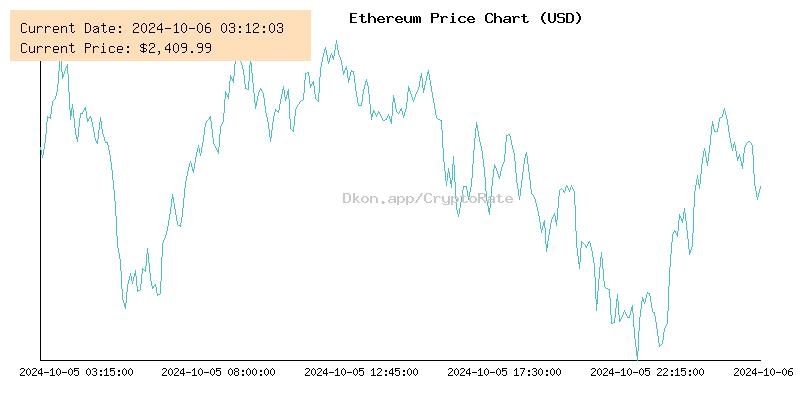 Ethereum Price Chart (USD)
Current Date: 2024-10-06 03:12:03
Current Price: $2,409.99
Dkon.app/CryptoRate
2024-10-05 03:15:00 2024-10-05 08:00:00 2024-10-05 12:45:00 2024-10-05 17:30:00 2024-10-05 22:15:00 2024-10-06